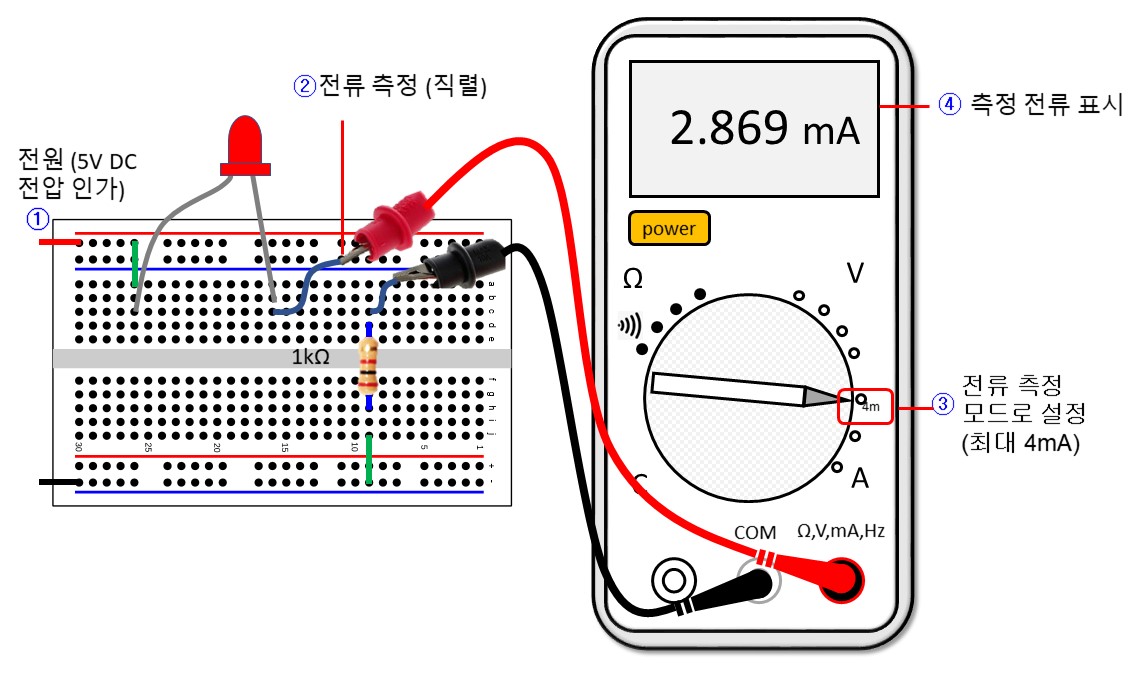 ② 전류 측정 (직렬)
전원 (5V DC
전압 인가)
①
2.869 mA
④ 측정 전류 표시
power
Ω
V
a
b
c
d
e
1kΩ
f
g
h
i
j
30
25
20
15
10
5
1
+
-
4m
③ 전류 측정
모드로 설정
(최대 4mA)
C
A
COM
Ω,V,mA,Hz